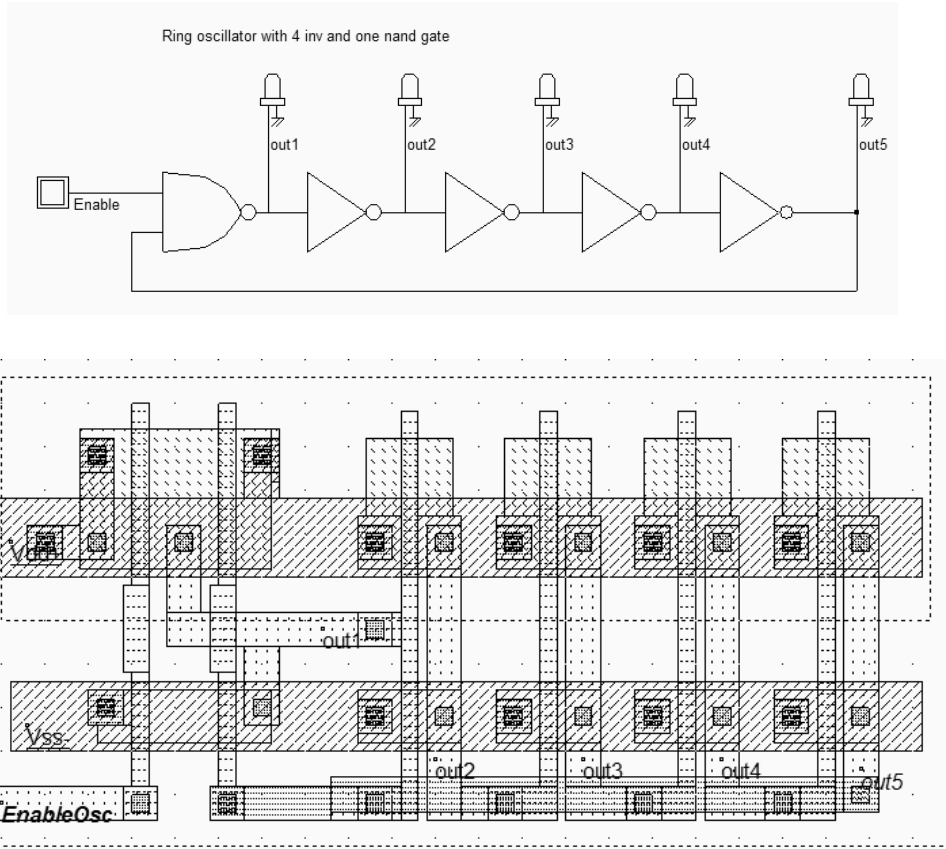 Ring oscillator with 4 inv and one nand gate
out1 out2 out3 out4 out5
Enable
out1
Vss-
out2 out3 out4 out5
EnableOsc